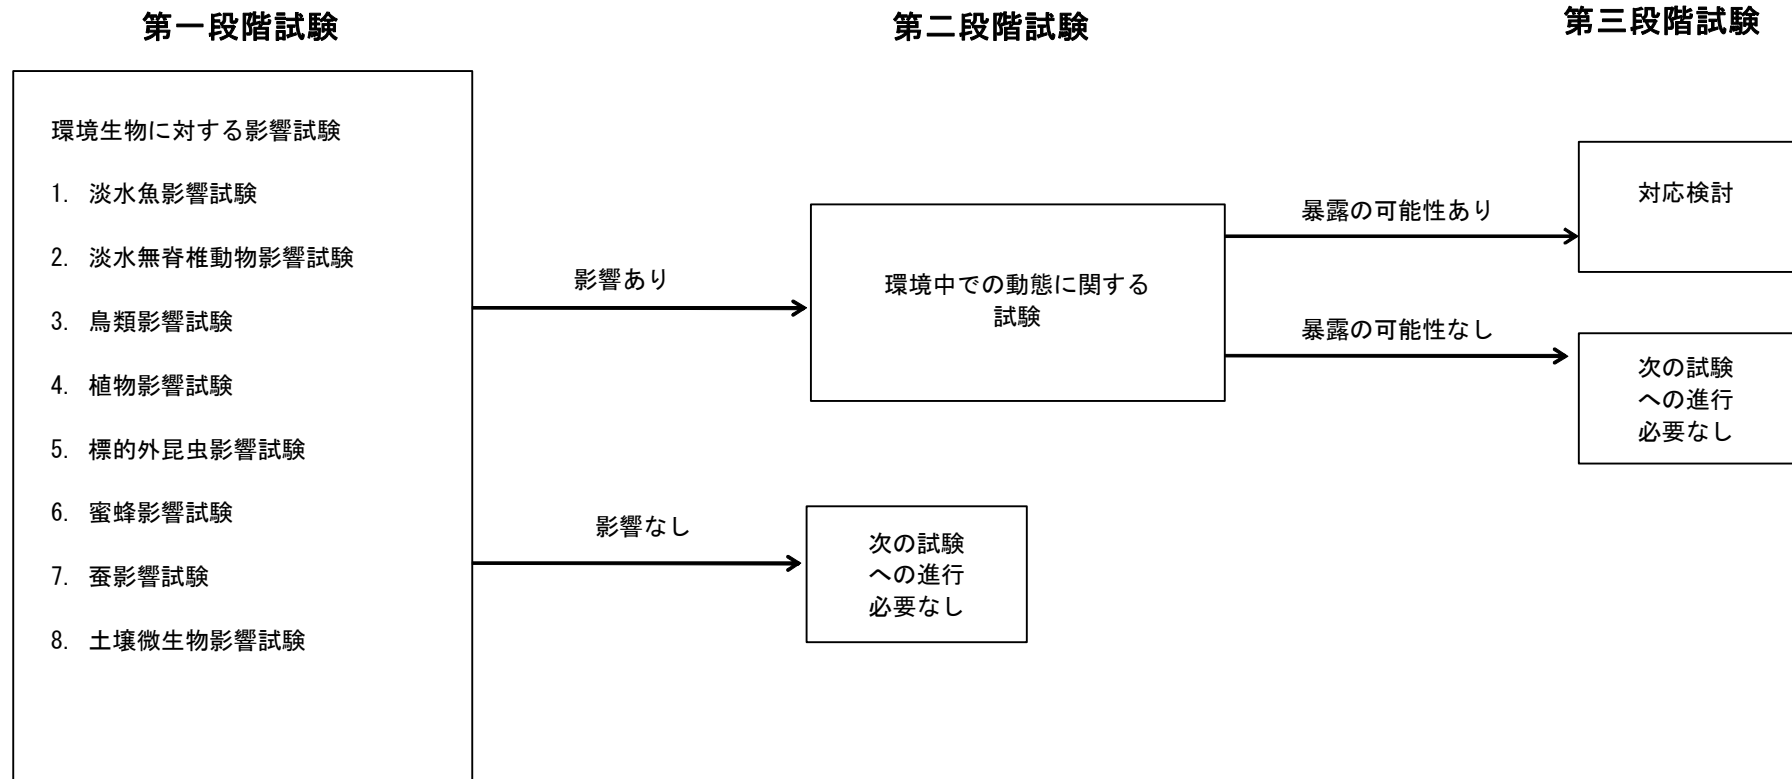 第一段階試験
第二段階試験
第三段階試験
環境生物に対する影響試験
1. 淡水魚影響試験
2. 淡水無脊椎動物影響試験
3. 鳥類影響試験
4. 植物影響試験
5. 標的外昆虫影響試験
6. 蜜蜂影響試験
7. 蚕影響試験
8. 土壌微生物影響試験
影響あり
影響なし
環境中での動態に関する
試験
次の試験
への進行
必要なし
暴露の可能性あり
暴露の可能性なし
対応検討
次の試験
への進行
必要なし